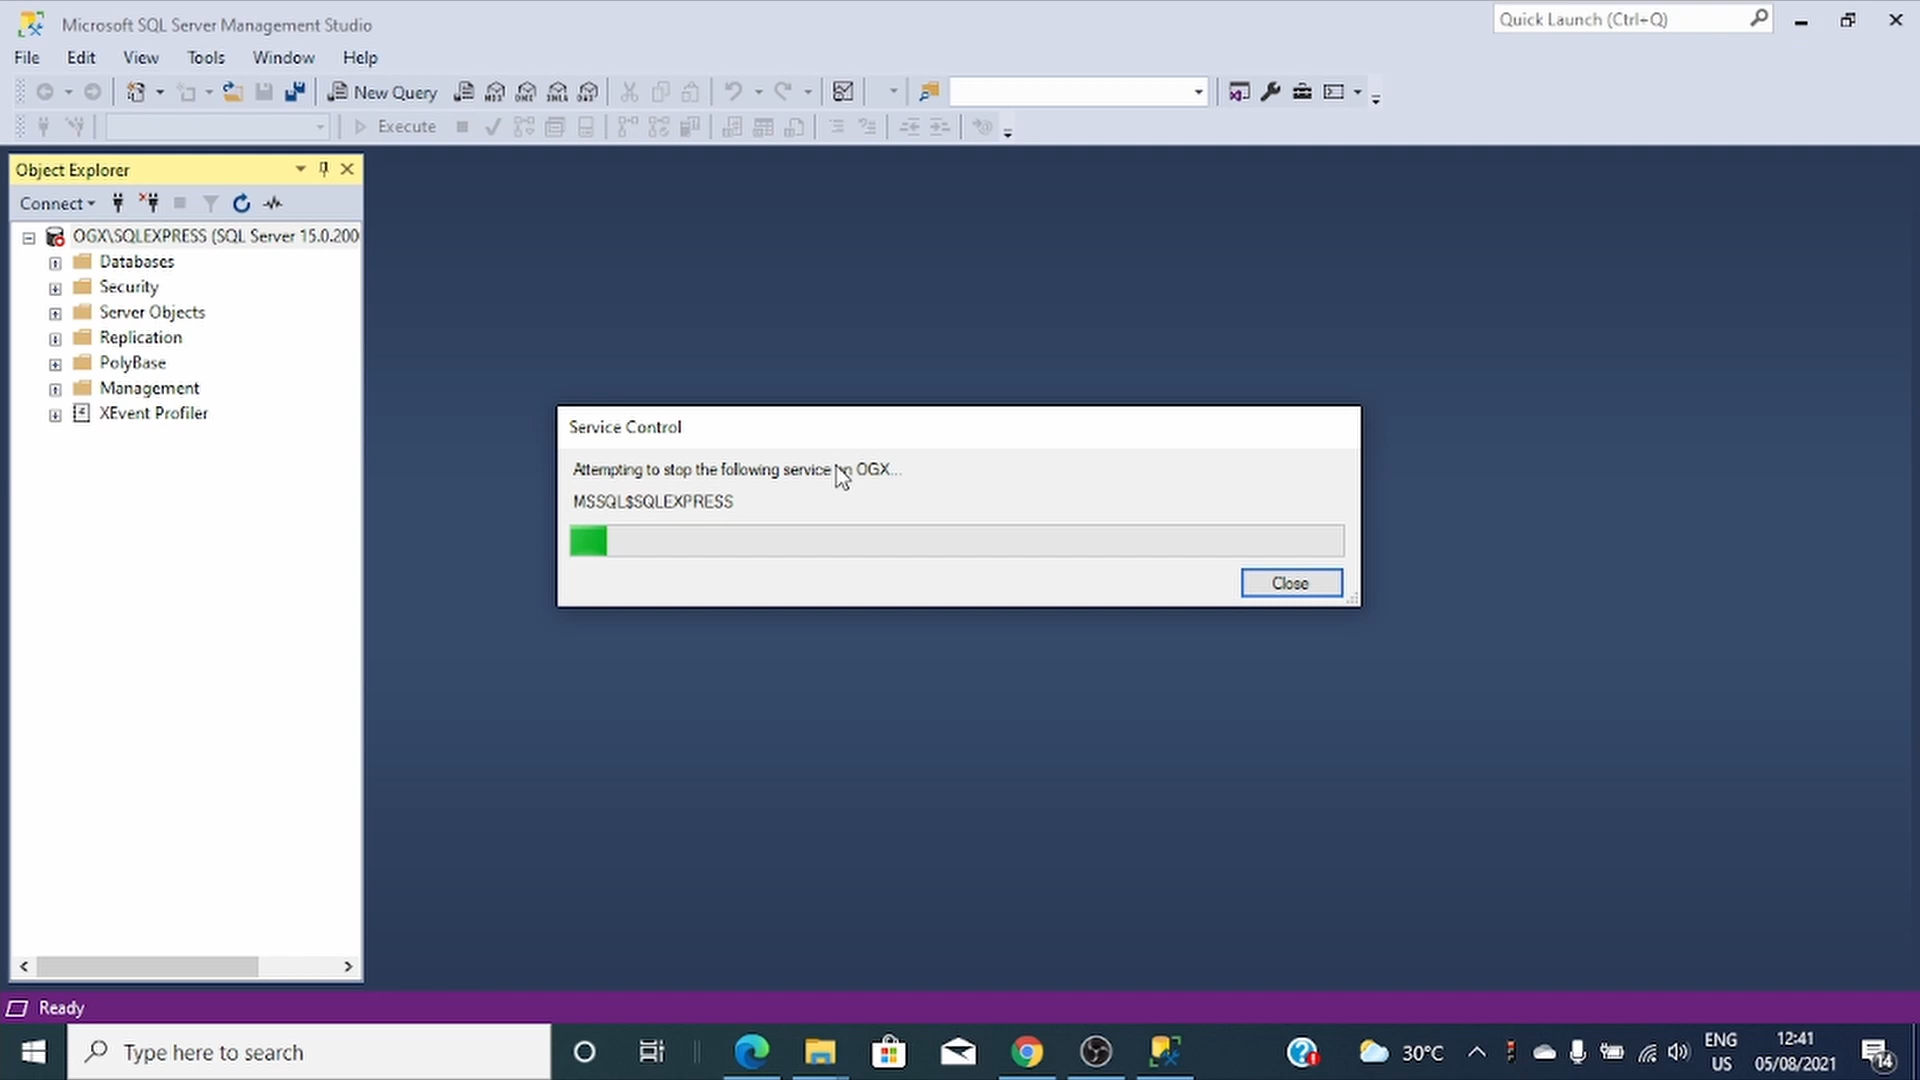 Microsoft SQL Server Management Studio
Quick Launch (Ctrl+Q)
File Edit View Tools Window Help
New Query
Execute
Object Explorer
Connect
OGX\SQLEXPRESS (SQL Server 15.0.200
Databases
Security
Server Objects
Replication
PolyBase
Management
XEvent Profiler
Service Control
Attempting to stop the following service OGX...
MSSQL$SQLEXPRESS
Close
Ready
Type here to search
30°C
ENG
US
12:41
05/08/2021
14